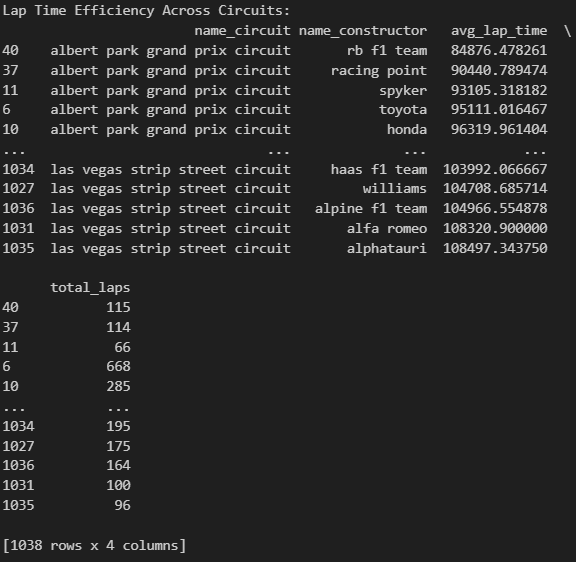 Lap Time Efficiency Across Circuits:
name_circuit name_constructor avg_lap_time \
40 albert park grand prix circuit rb f1 team 84876.478261
37 albert park grand prix circuit racing point 90440.789474
11 albert park grand prix circuit spyker 93105.318182
6 albert park grand prix circuit toyota 95111.016467
10 albert park grand prix circuit honda 96319.961404
... ... ... ...
1034 las vegas strip street circuit haas f1 team 103992.066667
1027 las vegas strip street circuit williams 104708.685714
1036 las vegas strip street circuit alpine f1 team 104966.554878
1031 las vegas strip street circuit alfa romeo 108320.900000
1035 las vegas strip street circuit alphatauri 108497.343750
total_laps
40 115
37 114
11 66
6 668
10 285
... ...
1034 195
1027 175
1036 164
1031 100
1035 96
[1038 rows x 4 columns]